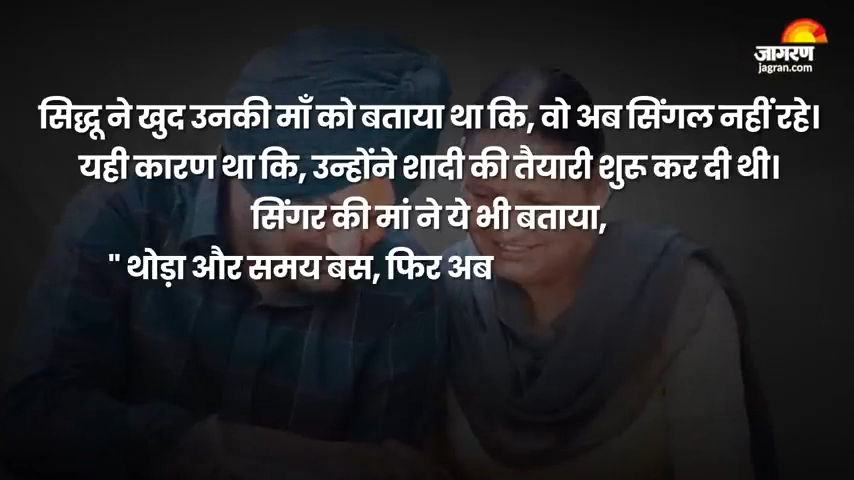 जागरण
jagran.com
सिद्धू ने खुद उनकी माँ को बताया था कि, वो अब सिंगल नहीं रहे।
यही कारण था कि, उन्होंने शादी की तैयारी शुरू कर दी थी।
सिंगर की मां ने ये भी बताया,
" थोड़ा और समय बस, फिर अब